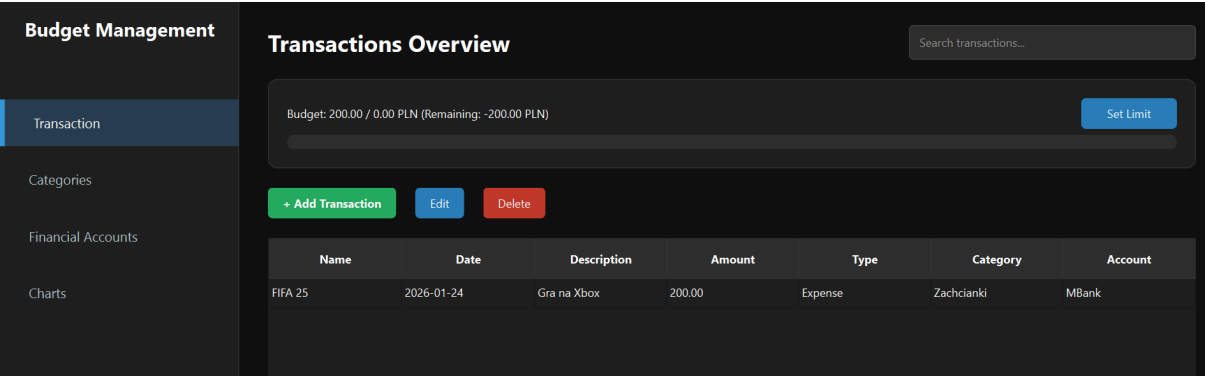 Budget Management
Transaction
Categories
Financial Accounts
Charts
Transactions Overview
Search transactions...
Budget: 200.00 / 0.00 PLN (Remaining: -200.00 PLN)
Set Limit
+ Add Transaction Edit Delete
Name Date Description Amount Type Category Account
FIFA 25 2026-01-24 Gra na Xbox 200.00 Expense Zachcianki MBank